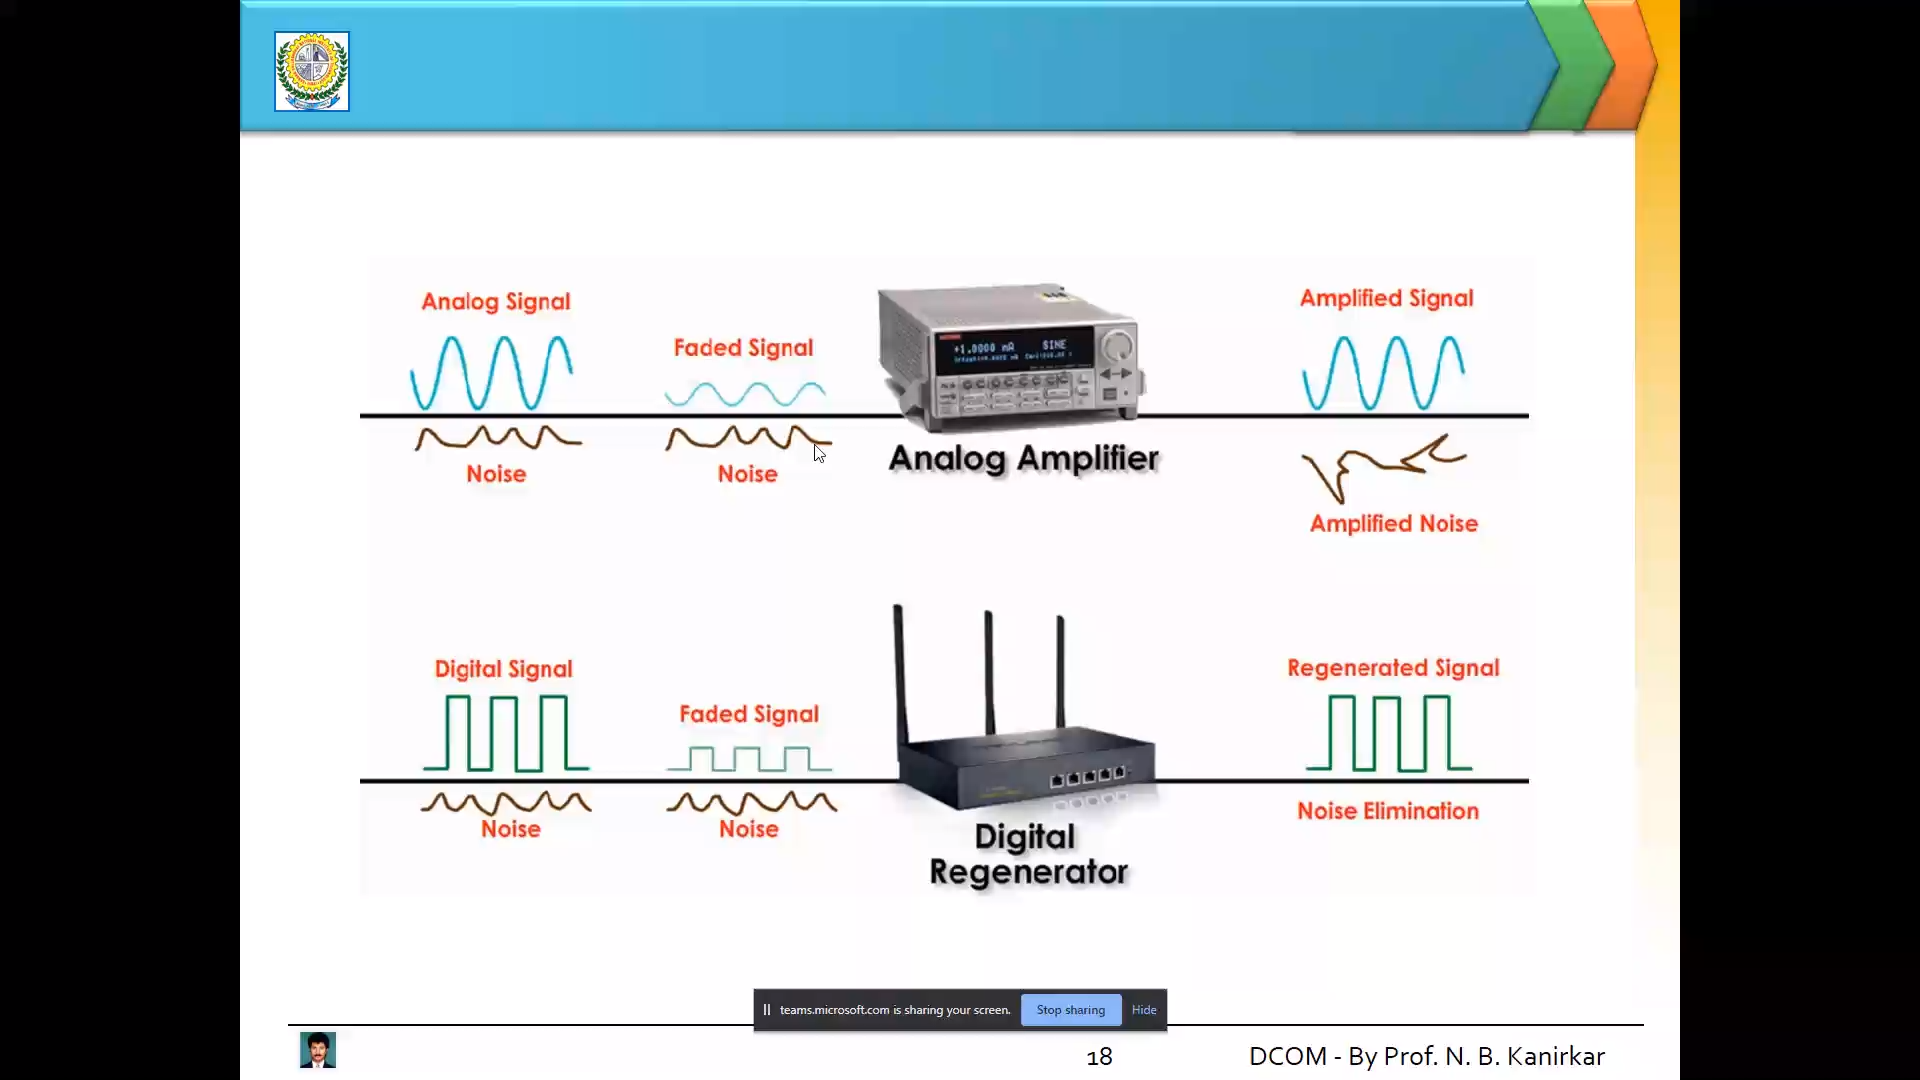 Analog Signal
Faded Signal
Amplified Signal
+1.0000 mA SINE
Noise
Noise
Analog Amplifier
Amplified Noise
Digital Signal
Faded Signal
Regenerated Signal
Noise
Noise
Noise Elimination
Digital
Regenerator
teams.microsoft.com is sharing your screen. Stop sharing Hide
18
DCOM - By Prof. N. B. Kanirkar